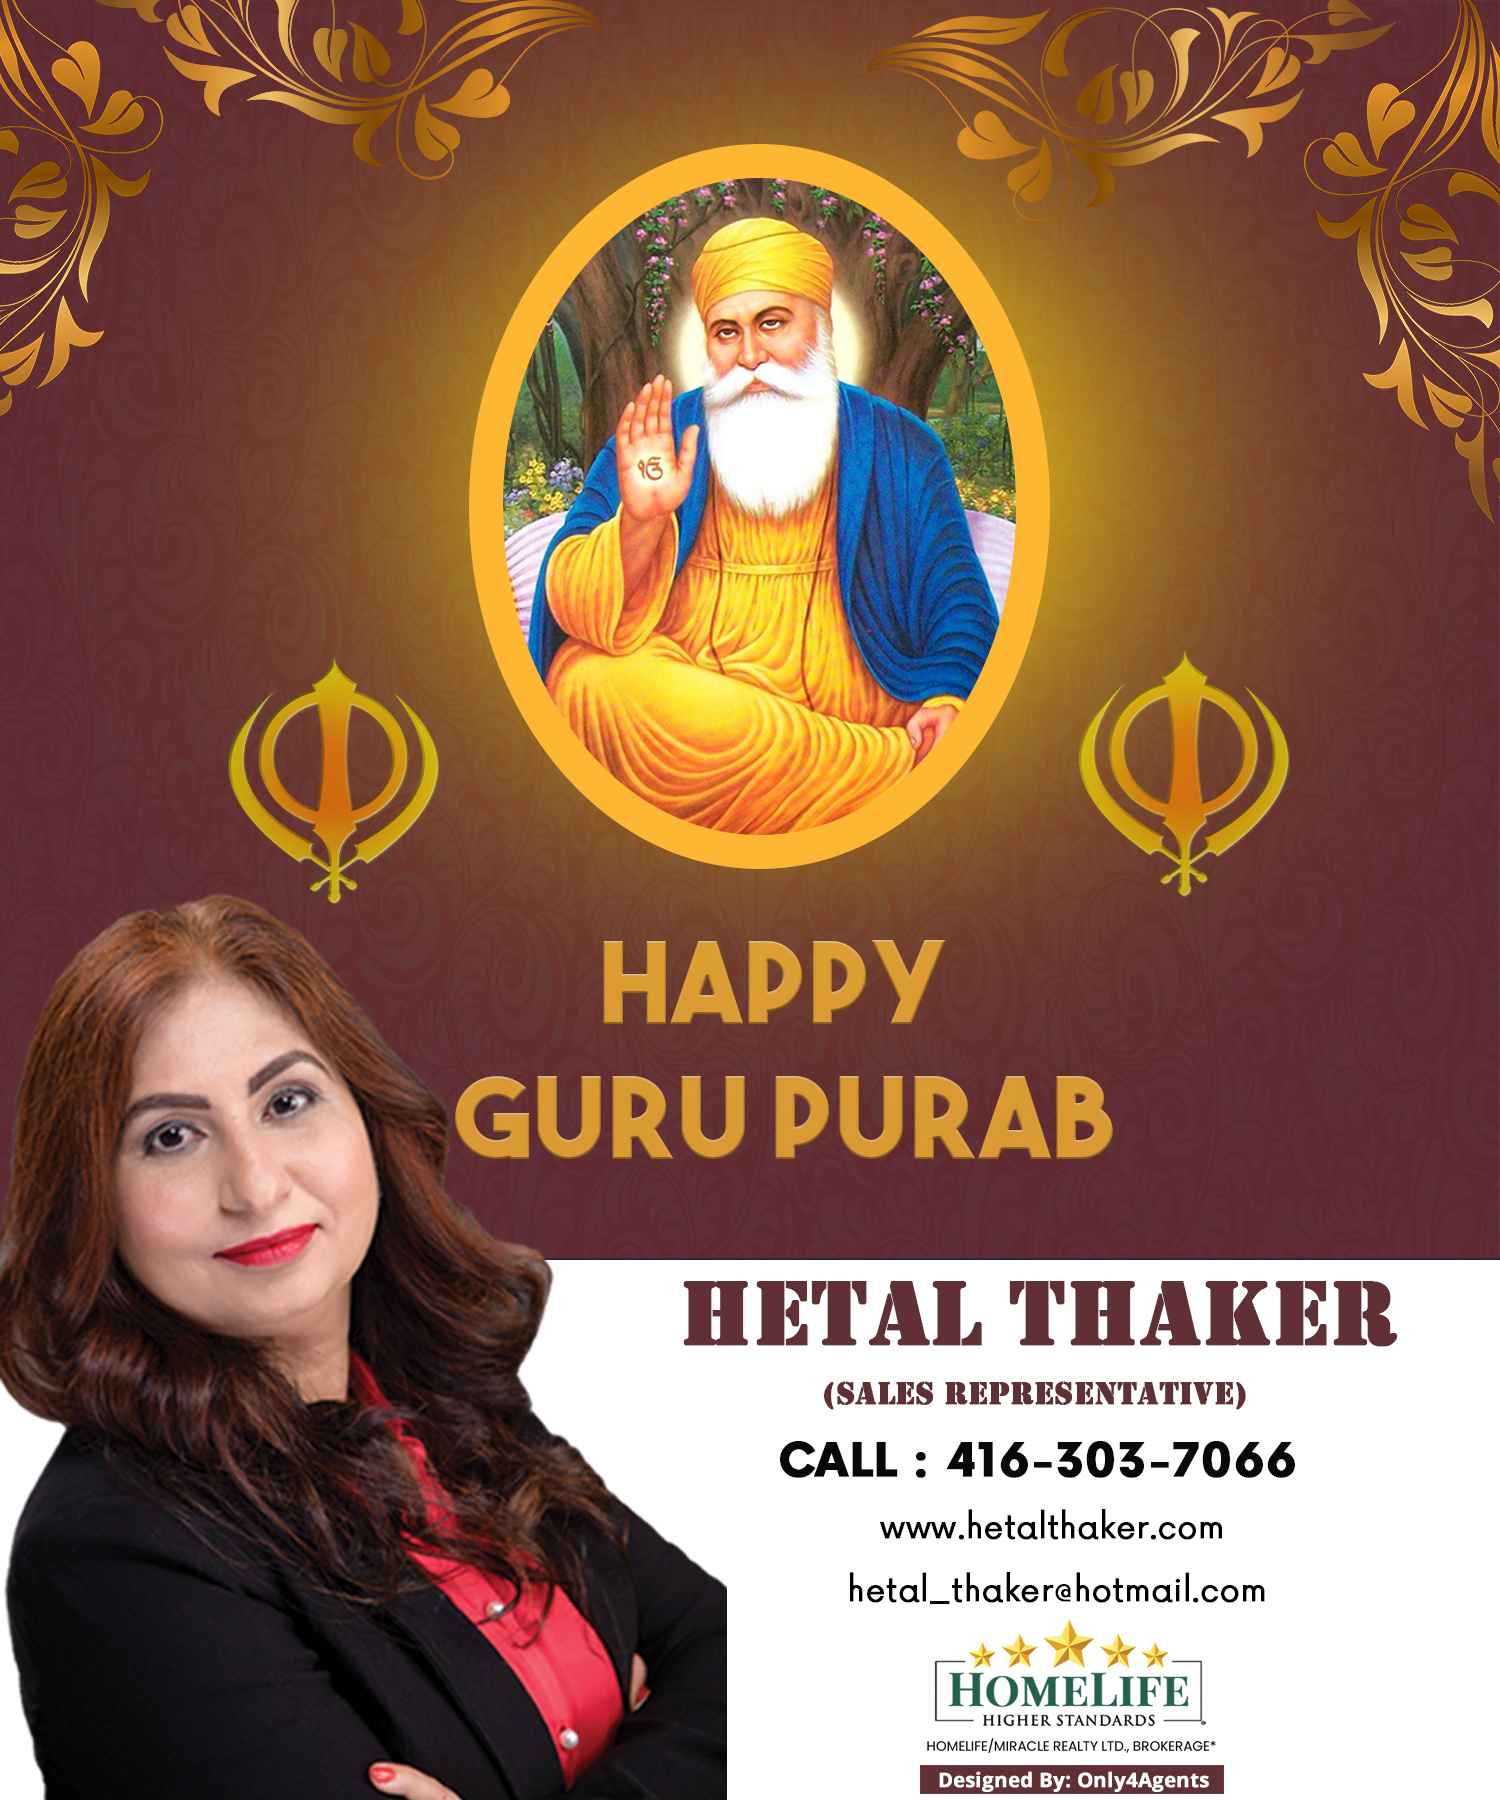 ੴ
HAPPY
GURU PURAB
HETAL THAKER
(SALES REPRESENTATIVE)
CALL : 416-303-7066
www.hetalthaker.com
hetal_thaker@hotmail.com
HOMELIFE
HIGHER STANDARDS
HOMELIFE/MIRACLE REALTY LTD., BROKERAGE*
Designed By: Only4Agents